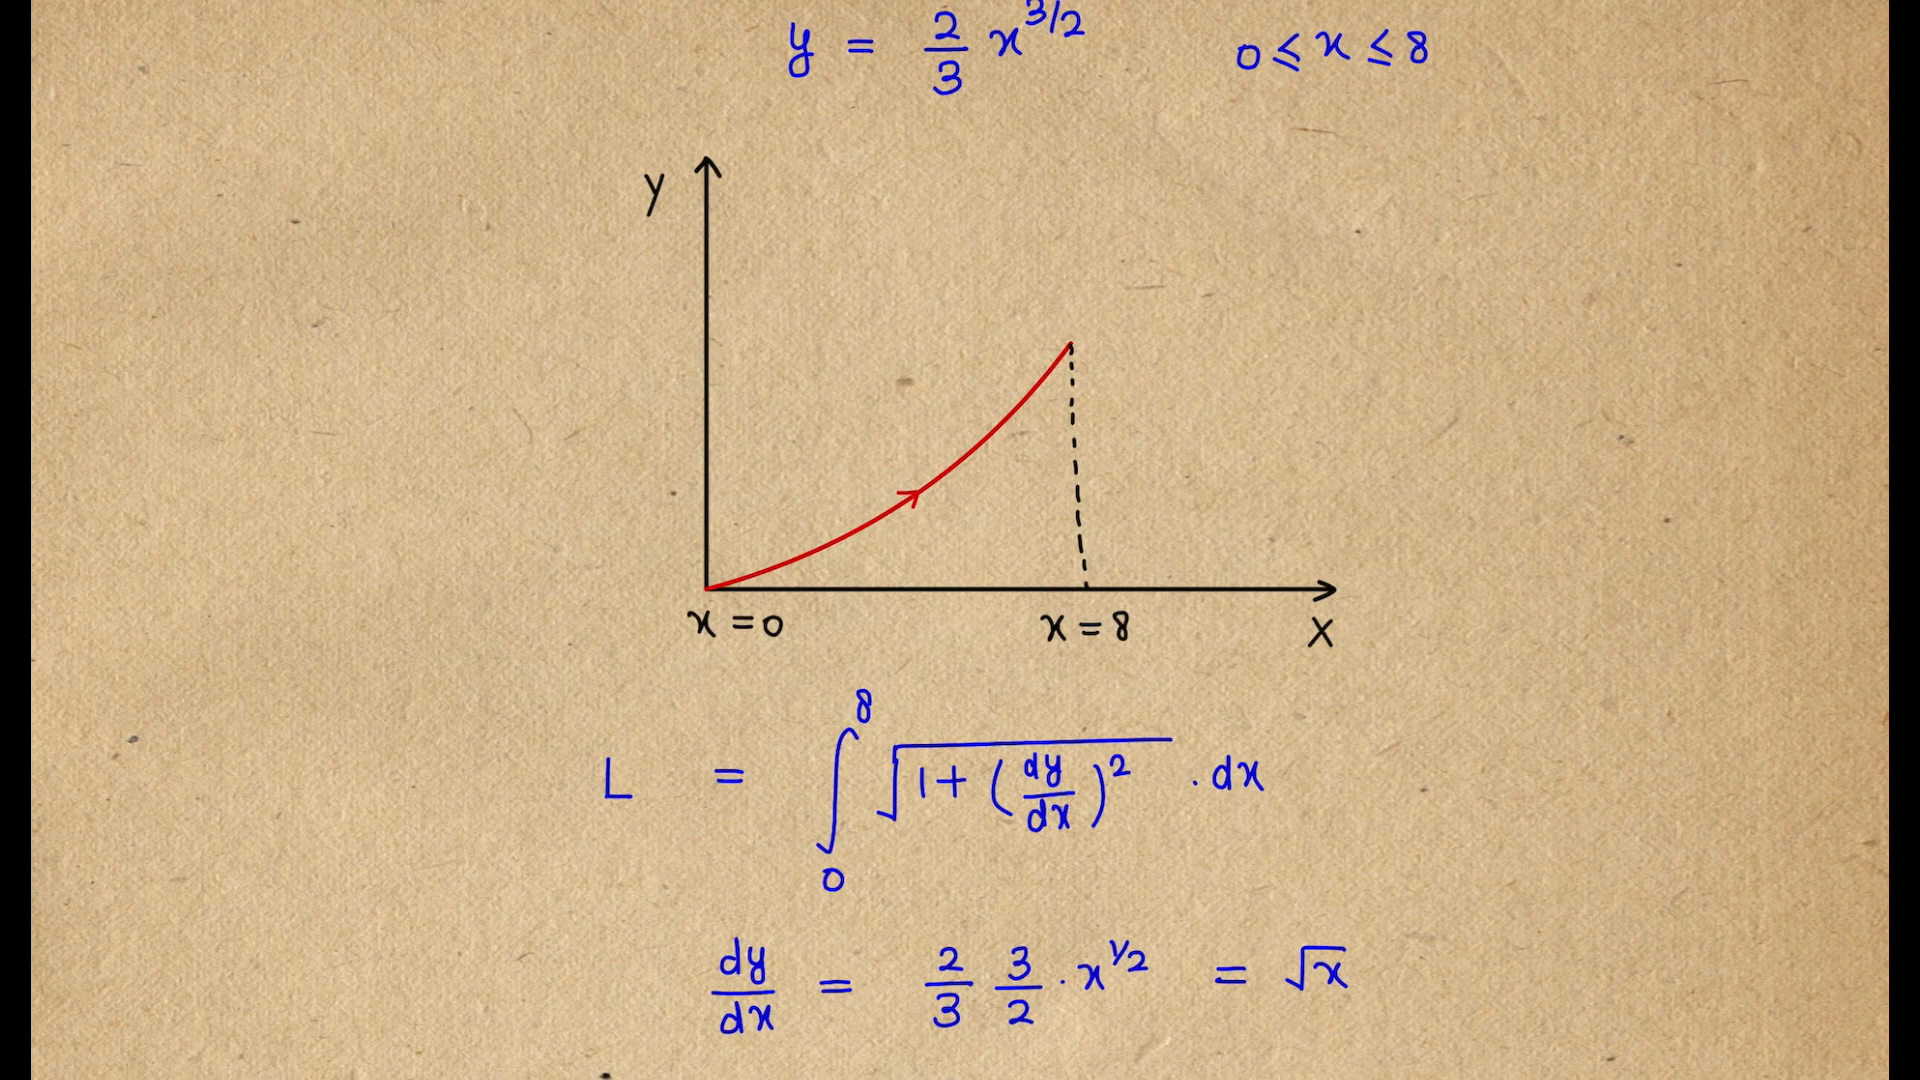 y = 2/3 x^3/2 0 ≤ x ≤ 8
y
x = 0 x = 8 X
L = ∫₀⁸ √(1 + (dy/dx)^2) . dx
dy/dx = 2/3 3/2 . x^1/2 = √x